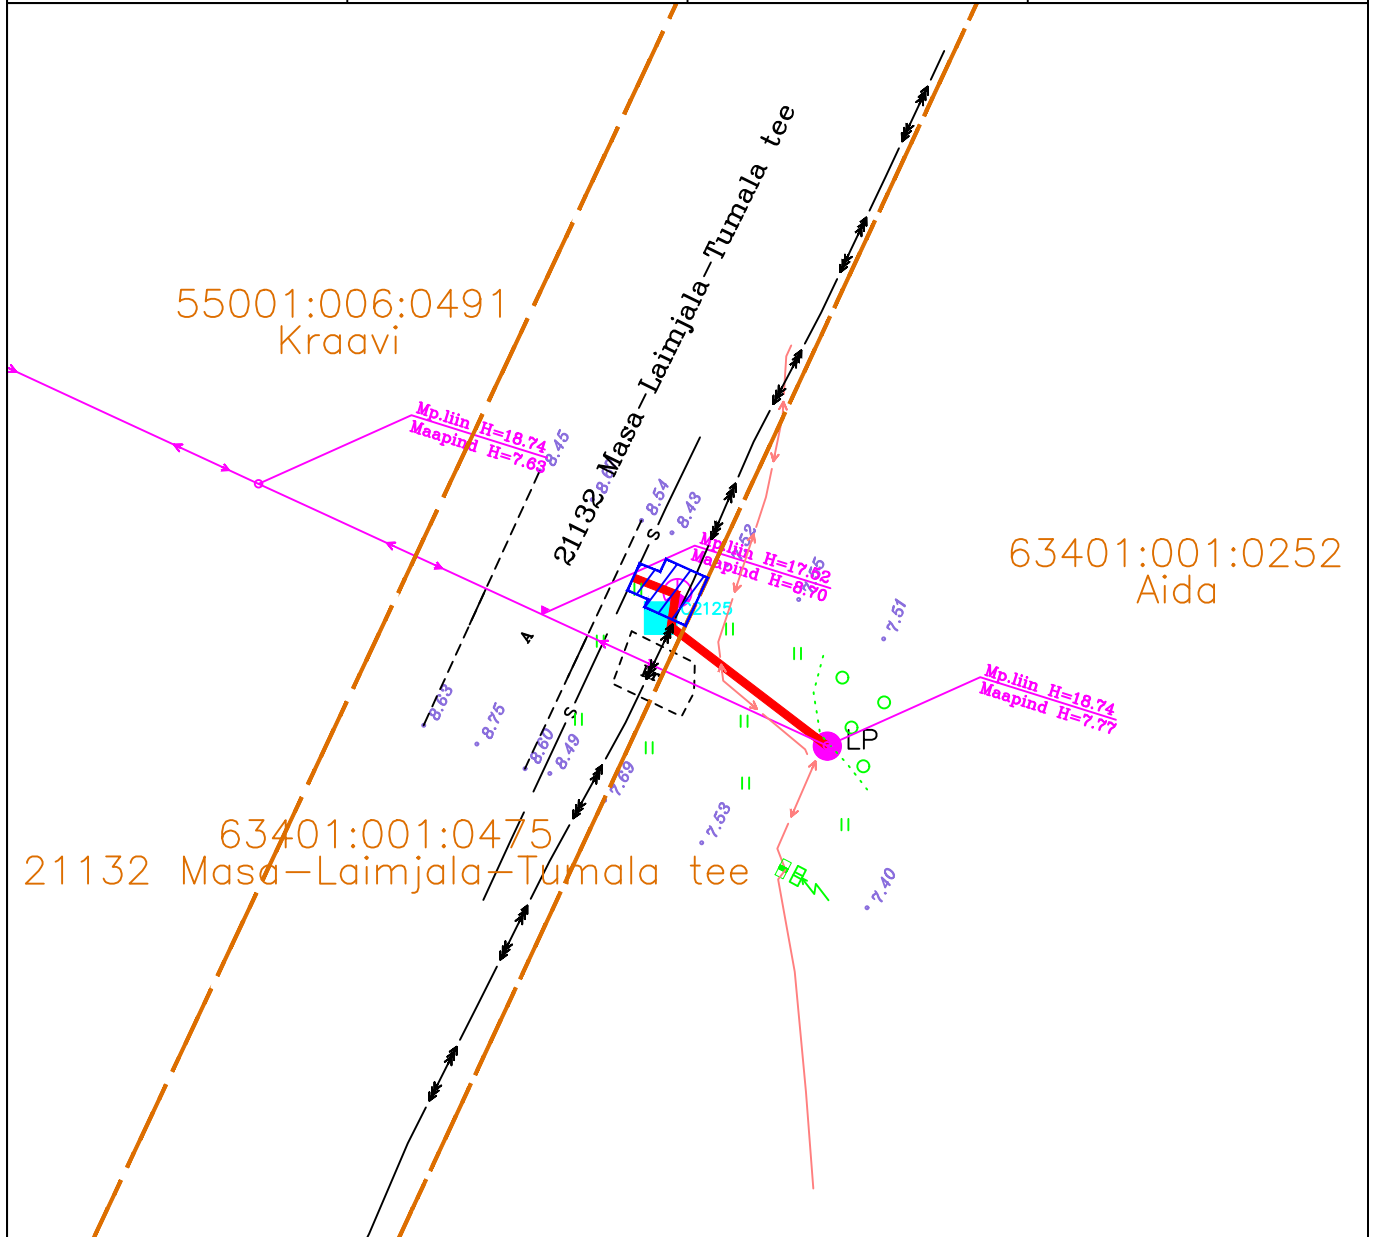 21132 Masa-Laimjala-Tumala tee
55001:006:0491
Kraavi
Mp.liin H=18.74
Maapind H=7.63
8.45
8.54
8.43
S
Mp.liin H=17.62
Maapind H=8.70
63401:001:0252
Aida
C2125
7.51
A
Mp.liin H=18.74
Maapind H=7.77
8.63
8.75
S
8.60
8.49
LP
7.69
7.53
63401:001:0475
21132 Masa-Laimjala-Tumala tee
7.40